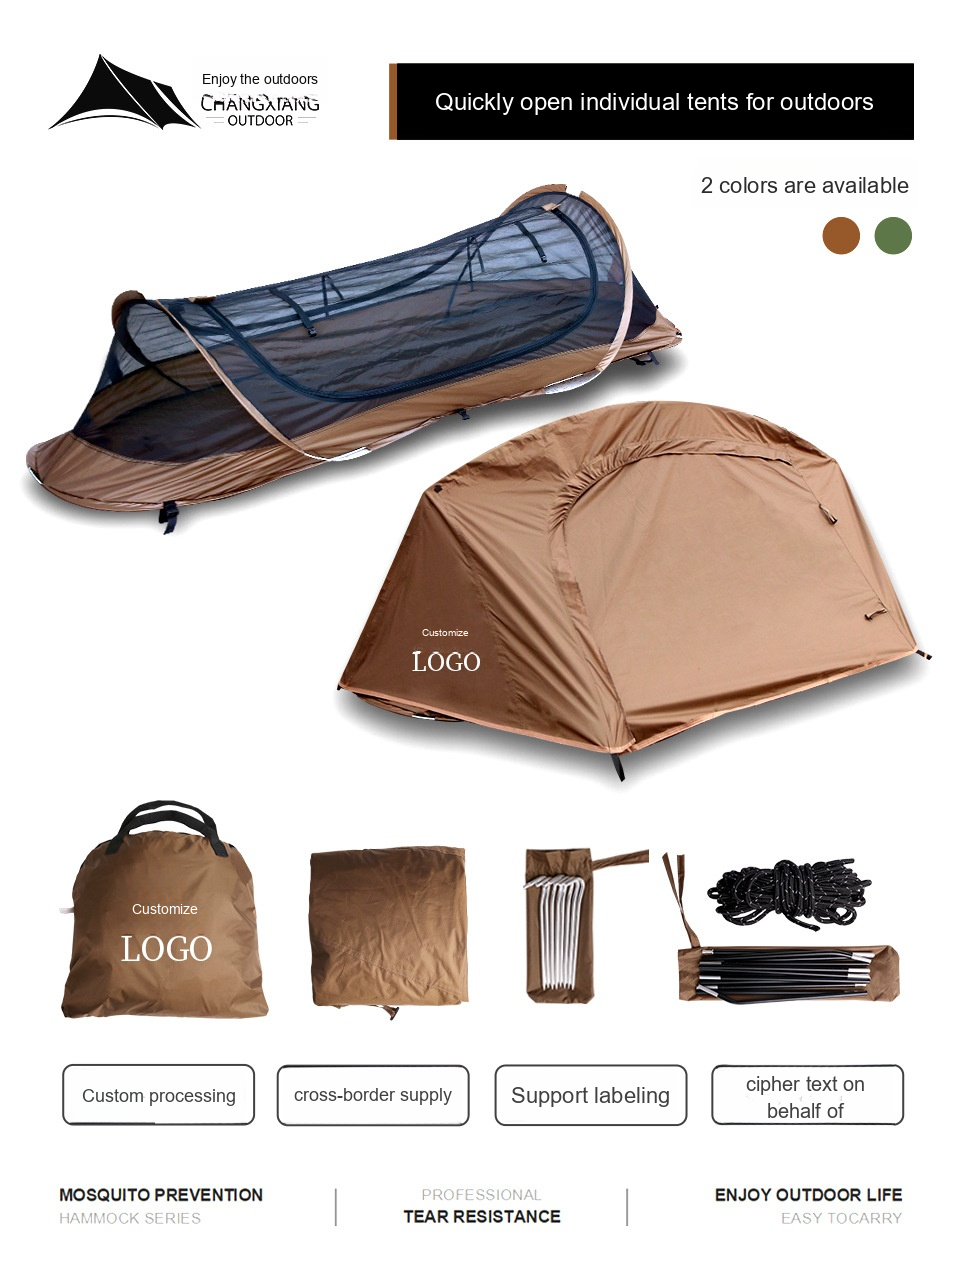 Enjoy the outdoors
CHANGXIANG
OUTDOOR
Quickly open individual tents for outdoors
2 colors are available
Customize
LOGO
Customize
LOGO
Custom processing
cross-border supply
Support labeling
cipher text on
behalf of
MOSQUITO PREVENTION
HAMMOCK SERIES
PROFESSIONAL
TEAR RESISTANCE
ENJOY OUTDOOR LIFE
EASY TOCARRY